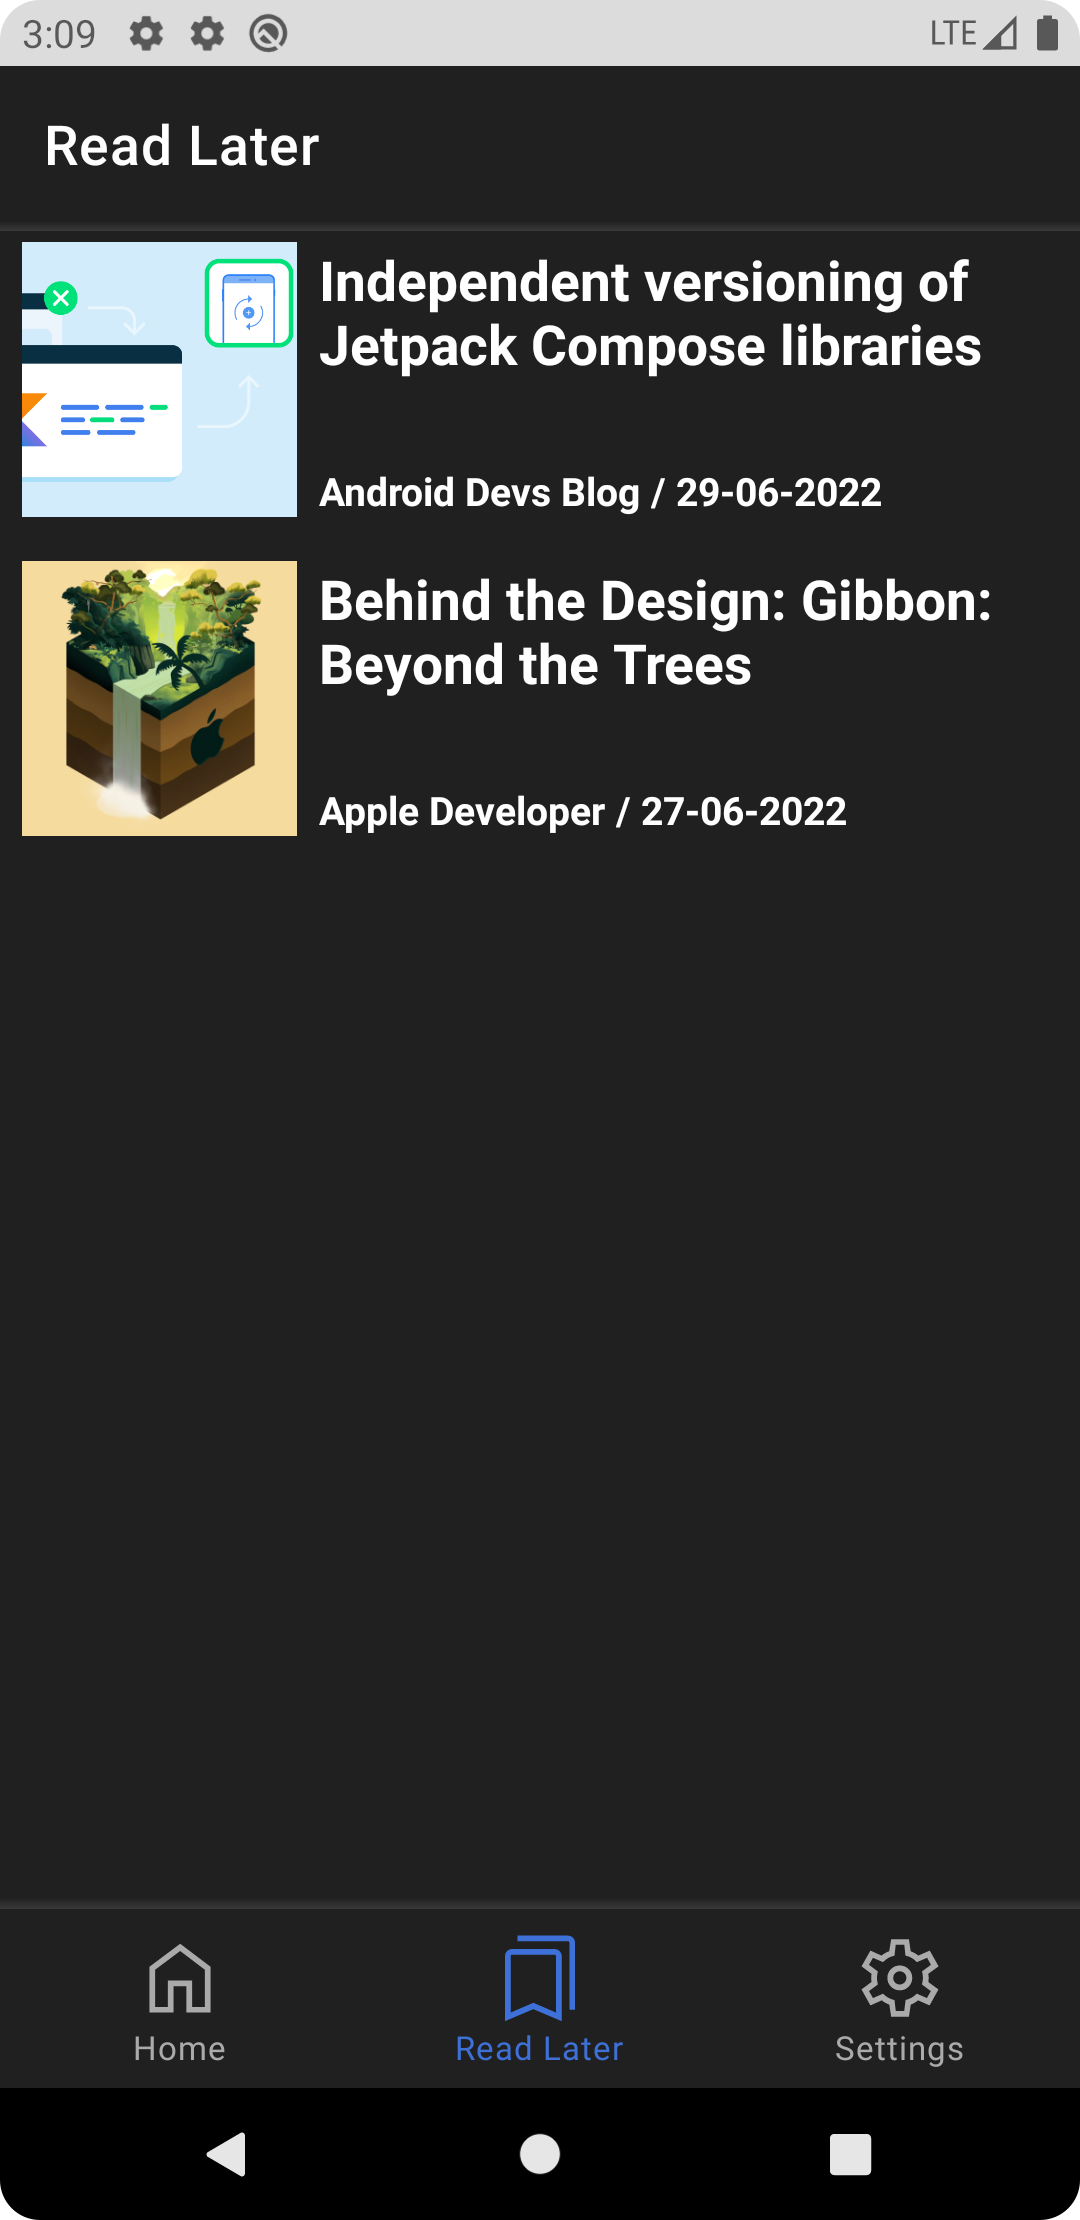 3:09
LTE
Read Later
Independent versioning of
Jetpack Compose libraries
Android Devs Blog / 29-06-2022
Behind the Design: Gibbon:
Beyond the Trees
Apple Developer / 27-06-2022
Home
Read Later
Settings